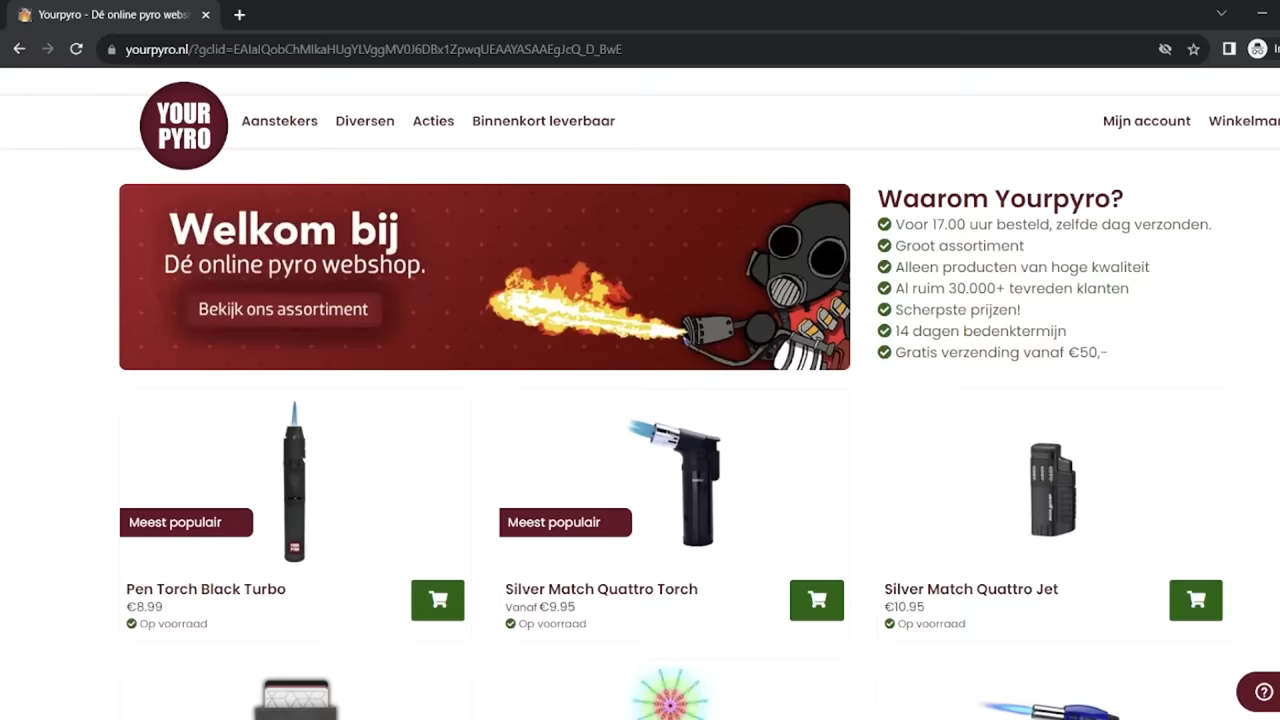 Yourpyro - Dé online pyro webs
yourpyro.nl/?gclid=EAIaIQobChMIkaHUgYLVggMV0J6DBx1ZpwqUEAAYASAAEgJcQ_D_BwE
YOUR
PYRO
Aanstekers
Diversen
Acties
Binnenkort leverbaar
Mijn account
Winkelma
Welkom bij
Dé online pyro webshop.
Bekijk ons assortiment
Waarom Yourpyro?
Voor 17.00 uur besteld, zelfde dag verzonden.
Groot assortiment
Alleen producten van hoge kwaliteit
Al ruim 30.000+ tevreden klanten
Scherpste prijzen!
14 dagen bedenktermijn
Gratis verzending vanaf €50,-
Meest populair
Meest populair
Pen Torch Black Turbo
€8.99
Op voorraad
Silver Match Quattro Torch
Vanaf €9.95
Op voorraad
Silver Match Quattro Jet
€10.95
Op voorraad